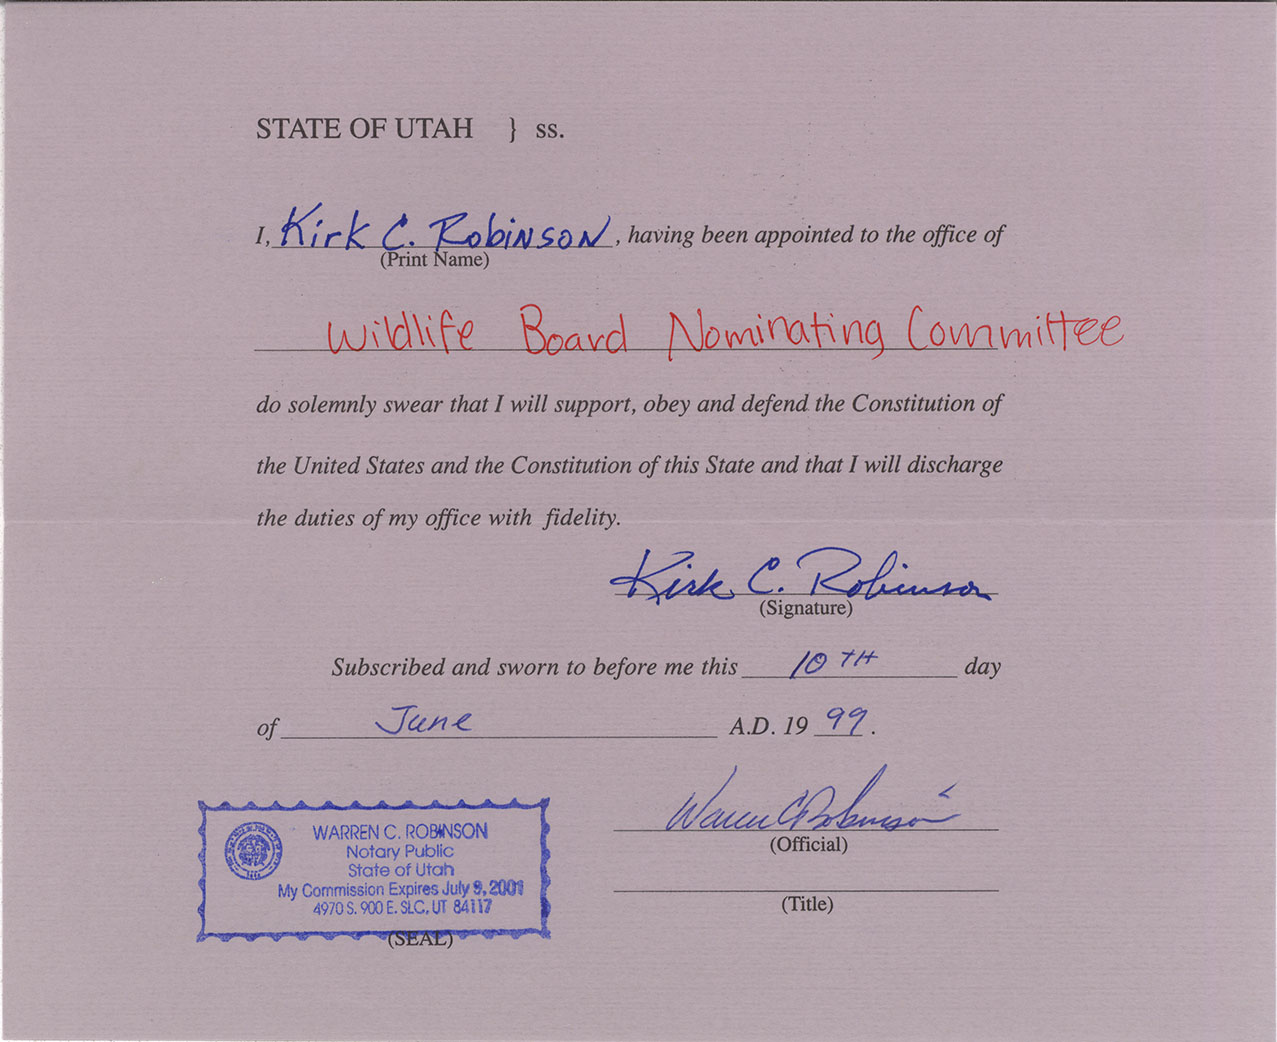 STATE OF UTAH } ss.
I, Kirk C. Robinson, having been appointed to the office of
(Print Name)
Wildlife Board Nominating Committee
do solemnly swear that I will support, obey and defend the Constitution of
the United States and the Constitution of this State and that I will discharge
the duties of my office with fidelity.
Kirk C. Robinson
(Signature)
Subscribed and sworn to before me this 10TH day
of June A.D. 1999.
Warren C Robinson
(Official)
(Title)
WARREN C. ROBINSON
Notary Public
State of Utah
My Commission Expires July 9, 2001
4970 S. 900 E. SLC, UT 84117
(SEAL)